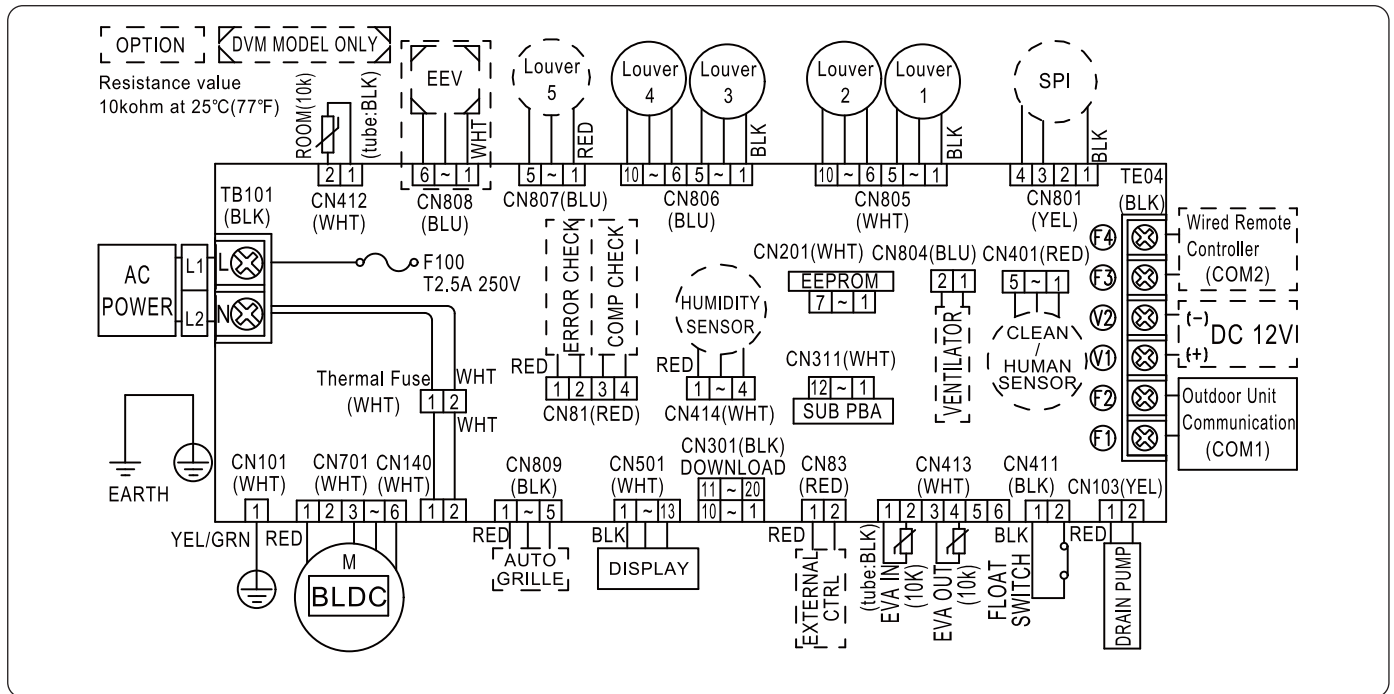 OPTION
DVM MODEL ONLY
Resistance value
10kohm at 25℃(77℉)
ROOM(10k)
(tube:BLK)
2 1
CN412
(WHT)
EEV
WHT
6 ~ 1
CN808
(BLU)
Louver
5
RED
5 ~ 1
CN807(BLU)
Louver
4
Louver
3
BLK
10 ~ 6 5 ~ 1
CN806
(BLU)
Louver
2
Louver
1
BLK
10 ~ 6 5 ~ 1
CN805
(WHT)
SPI
BLK
4 3 2 1
CN801
(YEL)
TE04
(BLK)
TB101
(BLK)
AC
POWER
L1
L2
L
N
F100
T2.5A 250V
ERROR CHECK
COMP CHECK
RED
1 2 3 4
CN81(RED)
HUMIDITY
SENSOR
RED
1 ~ 4
CN414(WHT)
CN201(WHT)
EEPROM
7 ~ 1
CN311(WHT)
12 ~ 1
SUB PBA
CN804(BLU)
2 1
VENTILATOR
CN401(RED)
5 ~ 1
CLEAN
/
HUMAN
SENSOR
F4
F3
V2
V1
F2
F1
Wired Remote
Controller
(COM2)
(-)
DC 12V
(+)
Outdoor Unit
Communication
(COM1)
Thermal Fuse
(WHT)
WHT
1 2
WHT
EARTH
CN101
(WHT)
1
YEL/GRN
CN701
(WHT)
1 2 3 ~ 6
RED
M
BLDC
CN140
(WHT)
1 2
CN809
(BLK)
1 ~ 5
RED
AUTO
GRILLE
CN501
(WHT)
1 ~ 13
BLK
DISPLAY
CN301(BLK)
DOWNLOAD
11 ~ 20
10 ~ 1
CN83
(RED)
1 2
RED
EXTERNAL
CTRL
CN413
(WHT)
1 2 3 4 5 6
(tube:BLK)
EVA IN
(10K)
EVA OUT
(10k)
CN411
(BLK)
1 2
BLK
FLOAT
SWITCH
CN103(YEL)
1 2
RED
DRAIN PUMP